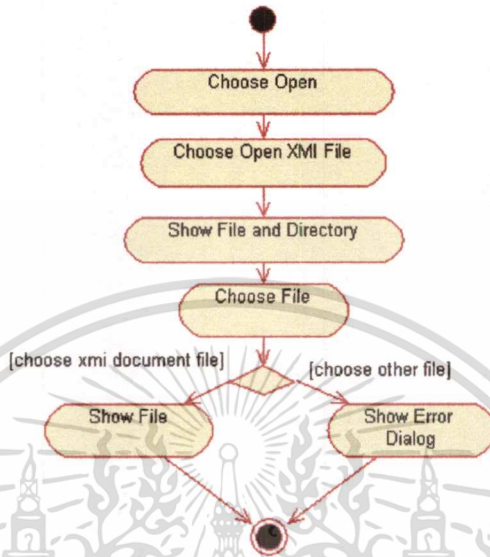 Choose Open
Choose Open XMI File
Show File and Directory
Choose File
[choose xmi document file]
[choose other file]
Show File
Show Error
Dialog